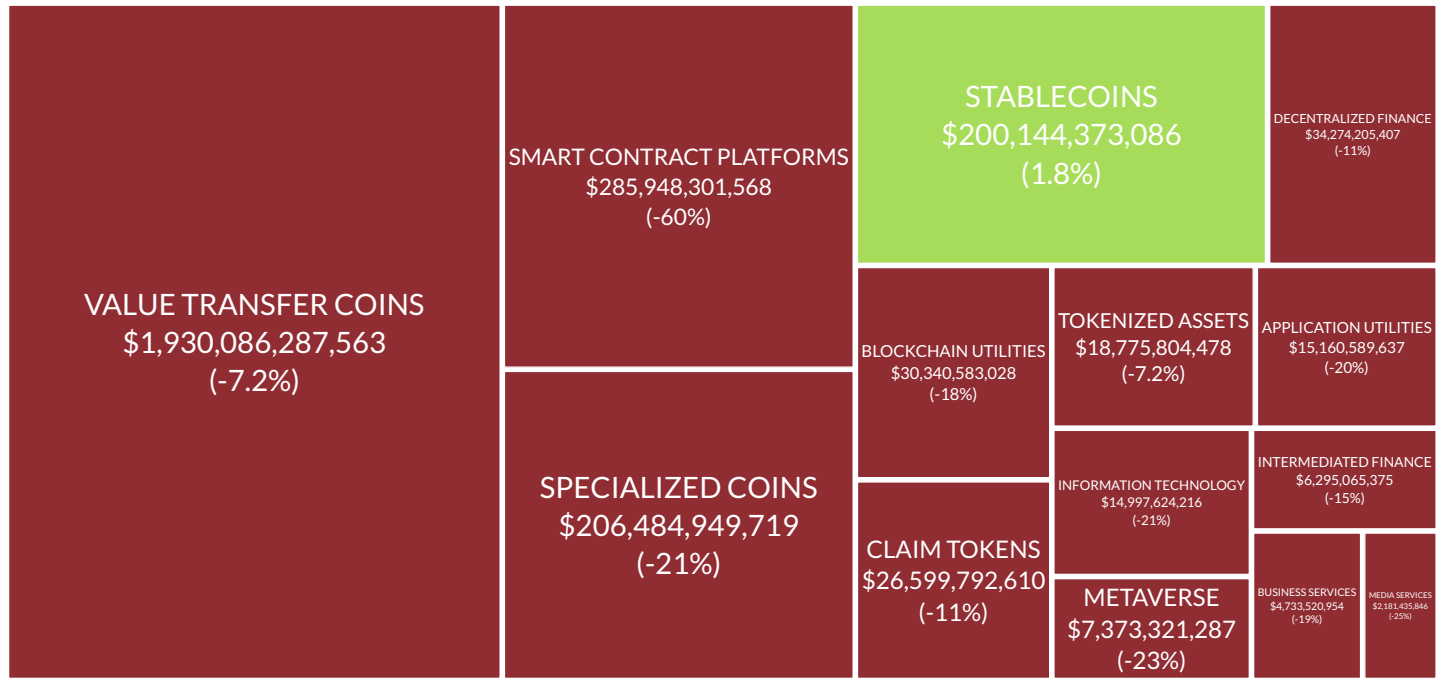 VALUE TRANSFER COINS
$1,930,086,287,563
(-7.2%)
SMART CONTRACT PLATFORMS
$285,948,301,568
(-60%)
SPECIALIZED COINS
$206,484,949,719
(-21%)
STABLECOINS
$200,144,373,086
(1.8%)
DECENTRALIZED FINANCE
$34,274,205,407
(-11%)
BLOCKCHAIN UTILITIES
$30,340,583,028
(-18%)
CLAIM TOKENS
$26,599,792,610
(-11%)
TOKENIZED ASSETS
$18,775,804,478
(-7.2%)
APPLICATION UTILITIES
$15,160,589,637
(-20%)
INFORMATION TECHNOLOGY
$14,997,624,216
(-21%)
METAVERSE
$7,373,321,287
(-23%)
INTERMEDIATED FINANCE
$6,295,065,375
(-15%)
BUSINESS SERVICES
$4,733,520,954
(-19%)
MEDIA SERVICES
$2,181,435,846
(-25%)